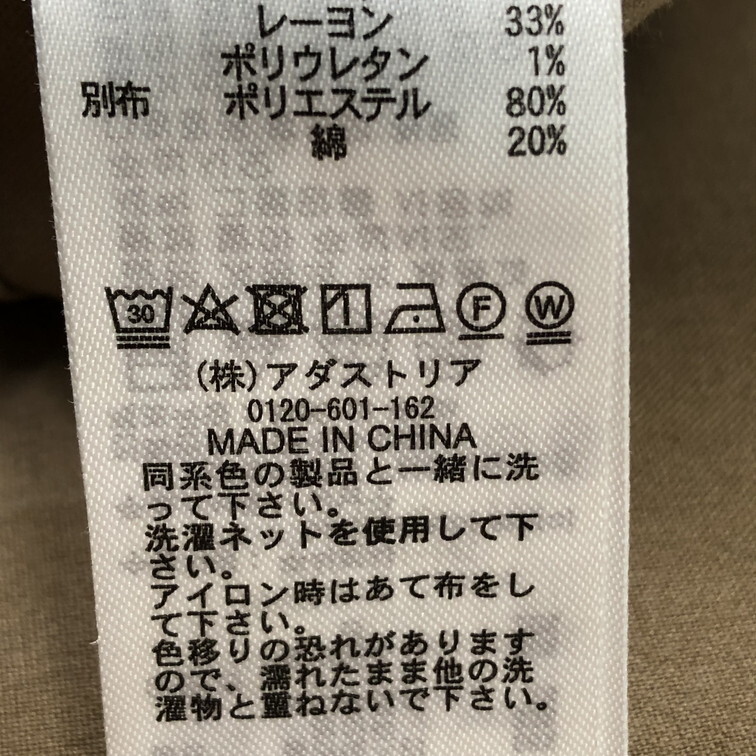 レーヨン 33%
ポリウレタン 1%
別布 ポリエステル 80%
綿 20%
30 F W
(株)アダストリア
0120-601-162
MADE IN CHINA
同系色の製品と一緒に洗
って下さい。
洗濯ネットを使用して下
さい。
アイロン時はあて布をし
て下さい。
色移りの恐れがあります
ので、濡れたまま他の洗
濯物と重ねないで下さい。